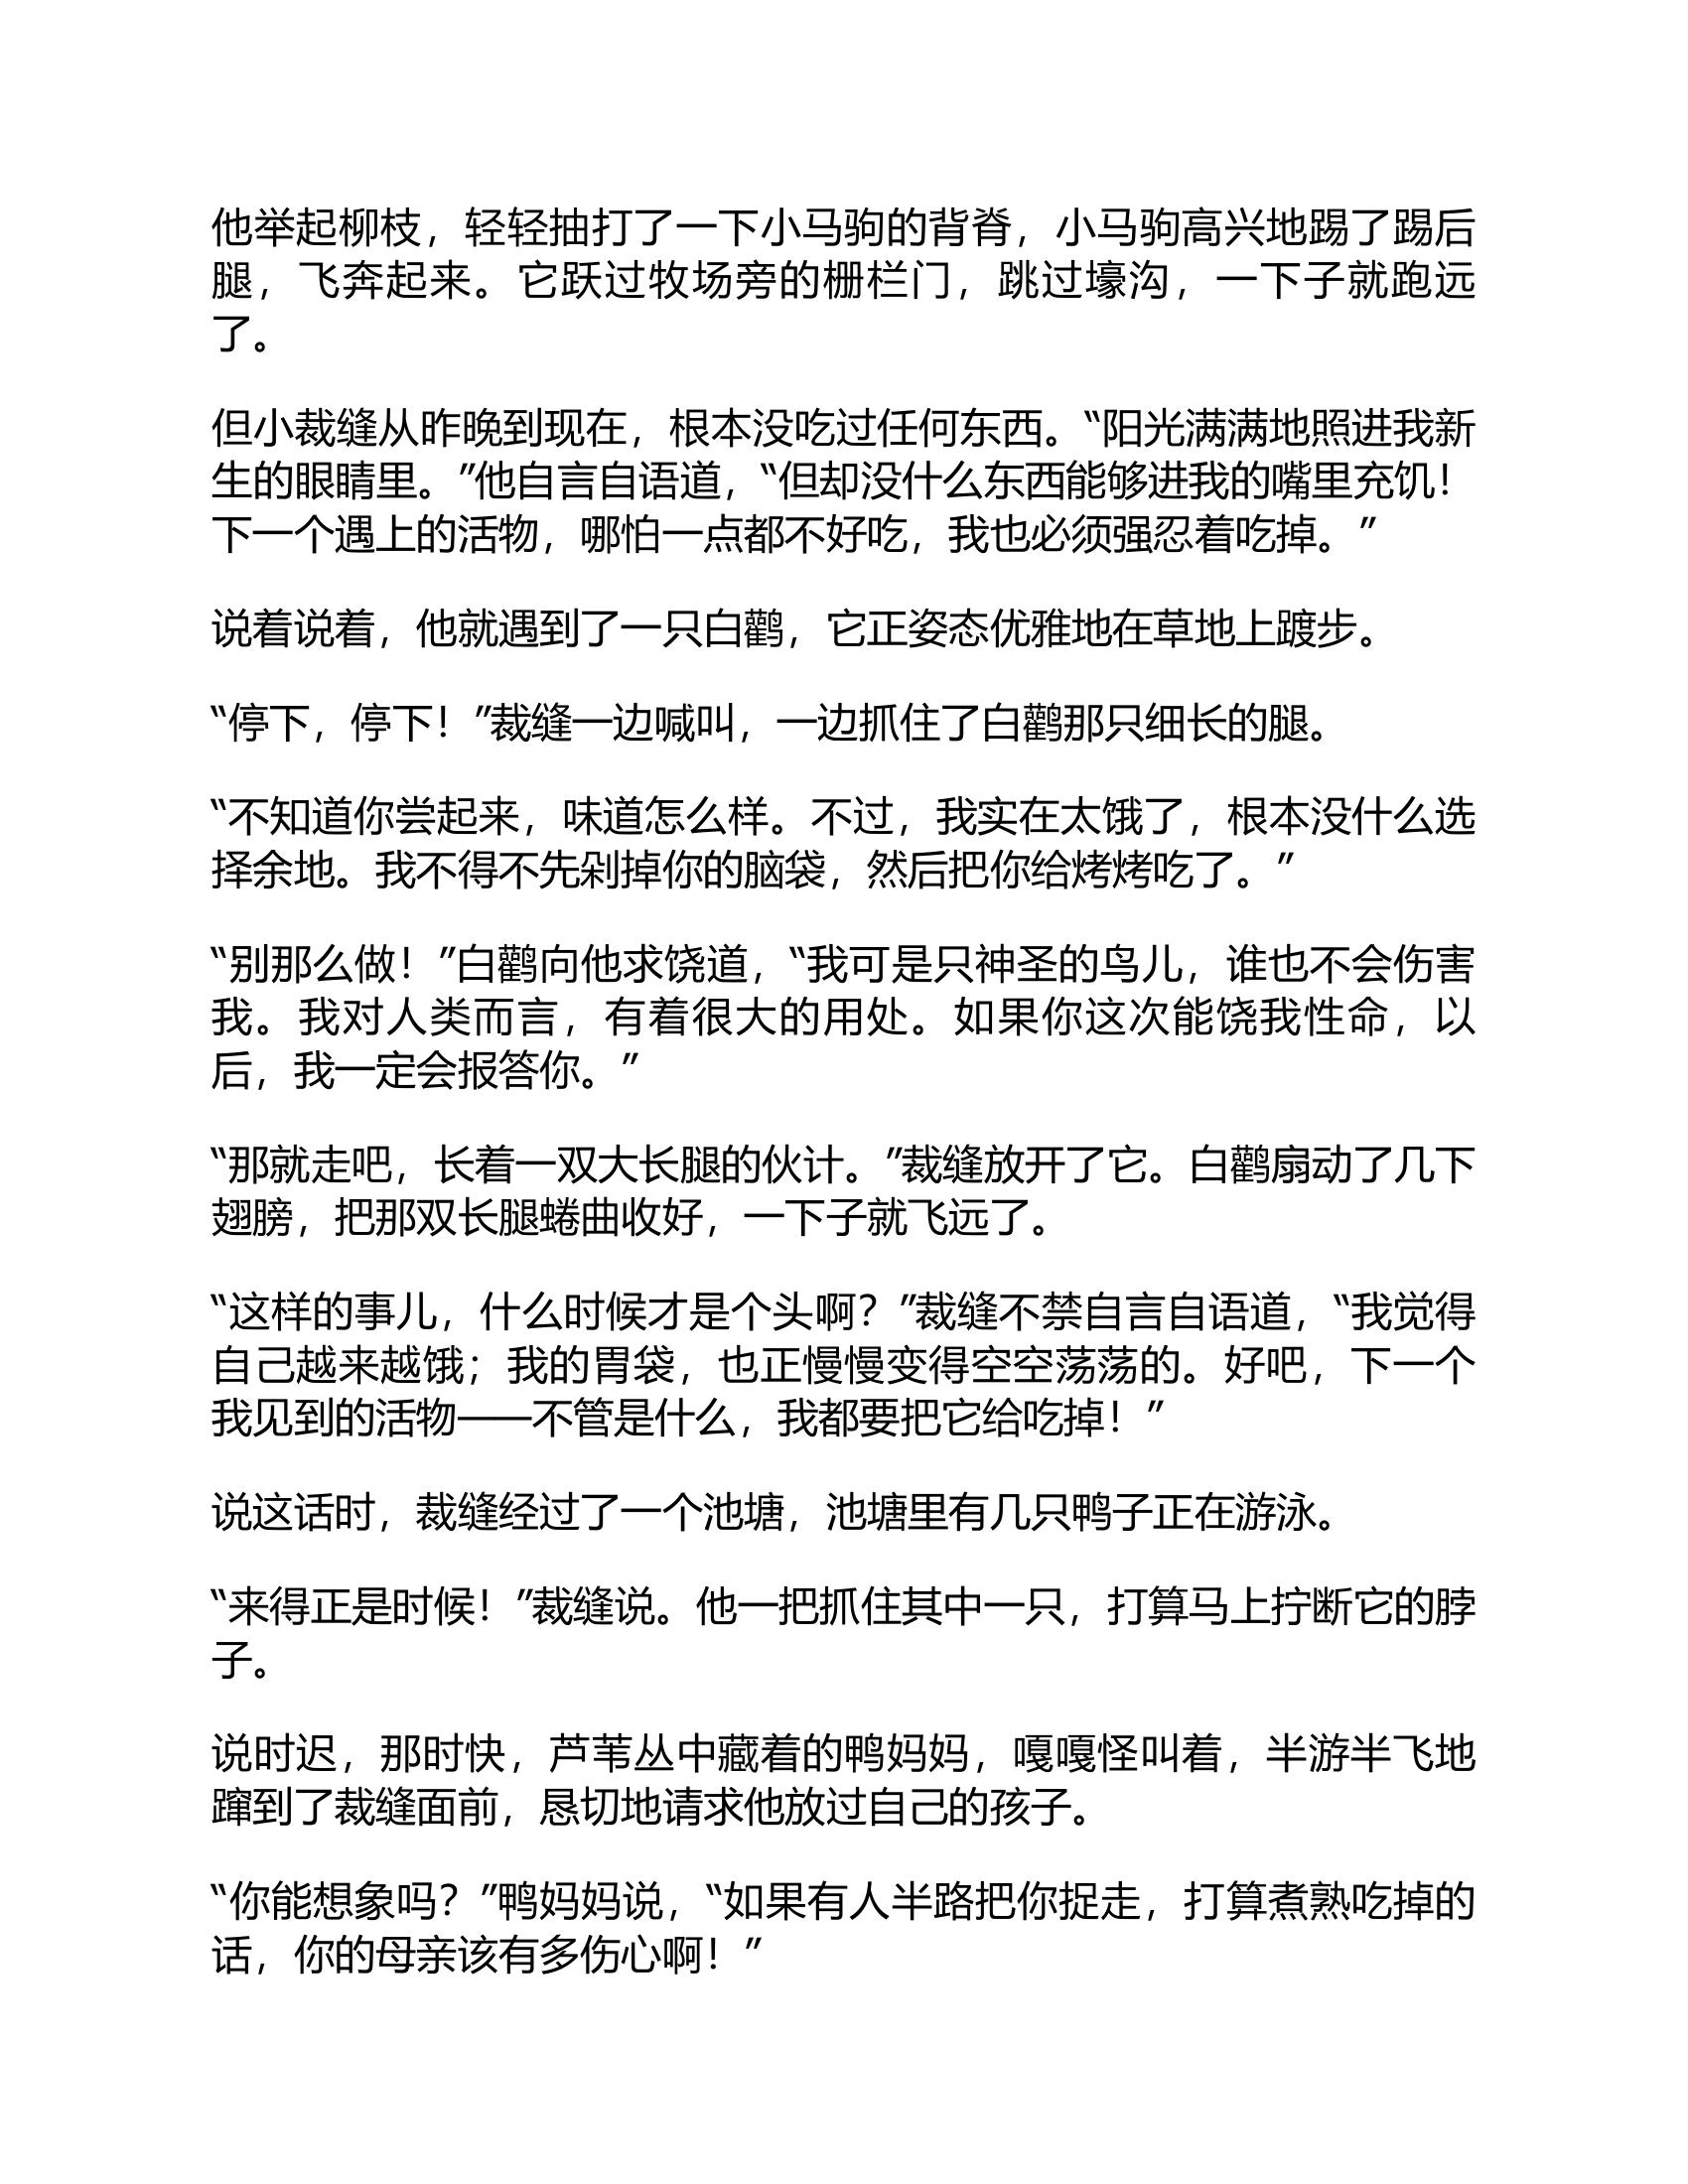 他举起柳枝，轻轻抽打了一下小马驹的背脊，小马驹高兴地踢了踢后
腿，飞奔起来。它跃过牧场旁的栅栏门，跳过壕沟，一下子就跑远
了。
但小裁缝从昨晚到现在，根本没吃过任何东西。“阳光满满地照进我新
生的眼睛里。”他自言自语道，“但却没什么东西能够进我的嘴里充饥！
下一个遇上的活物，哪怕一点都不好吃，我也必须强忍着吃掉。”
说着说着，他就遇到了一只白鹳，它正姿态优雅地在草地上踱步。
“停下，停下！”裁缝一边喊叫，一边抓住了白鹳那只细长的腿。
“不知道你尝起来，味道怎么样。不过，我实在太饿了，根本没什么选
择余地。我不得不先剁掉你的脑袋，然后把你给烤烤吃了。”
“别那么做！”白鹳向他求饶道，“我可是只神圣的鸟儿，谁也不会伤害
我。我对人类而言，有着很大的用处。如果你这次能饶我性命，以
后，我一定会报答你。”
“那就走吧，长着一双大长腿的伙计。”裁缝放开了它。白鹳扇动了几下
翅膀，把那双长腿蜷曲收好，一下子就飞远了。
“这样的事儿，什么时候才是个头啊？”裁缝不禁自言自语道，“我觉得
自己越来越饿；我的胃袋，也正慢慢变得空空荡荡的。好吧，下一个
我见到的活物——不管是什么，我都要把它给吃掉！”
说这话时，裁缝经过了一个池塘，池塘里有几只鸭子正在游泳。
“来得正是时候！”裁缝说。他一把抓住其中一只，打算马上拧断它的脖
子。
说时迟，那时快，芦苇丛中藏着的鸭妈妈，嘎嘎怪叫着，半游半飞地
蹿到了裁缝面前，恳切地请求他放过自己的孩子。
“你能想象吗？”鸭妈妈说，“如果有人半路把你捉走，打算煮熟吃掉的
话，你的母亲该有多伤心啊！”